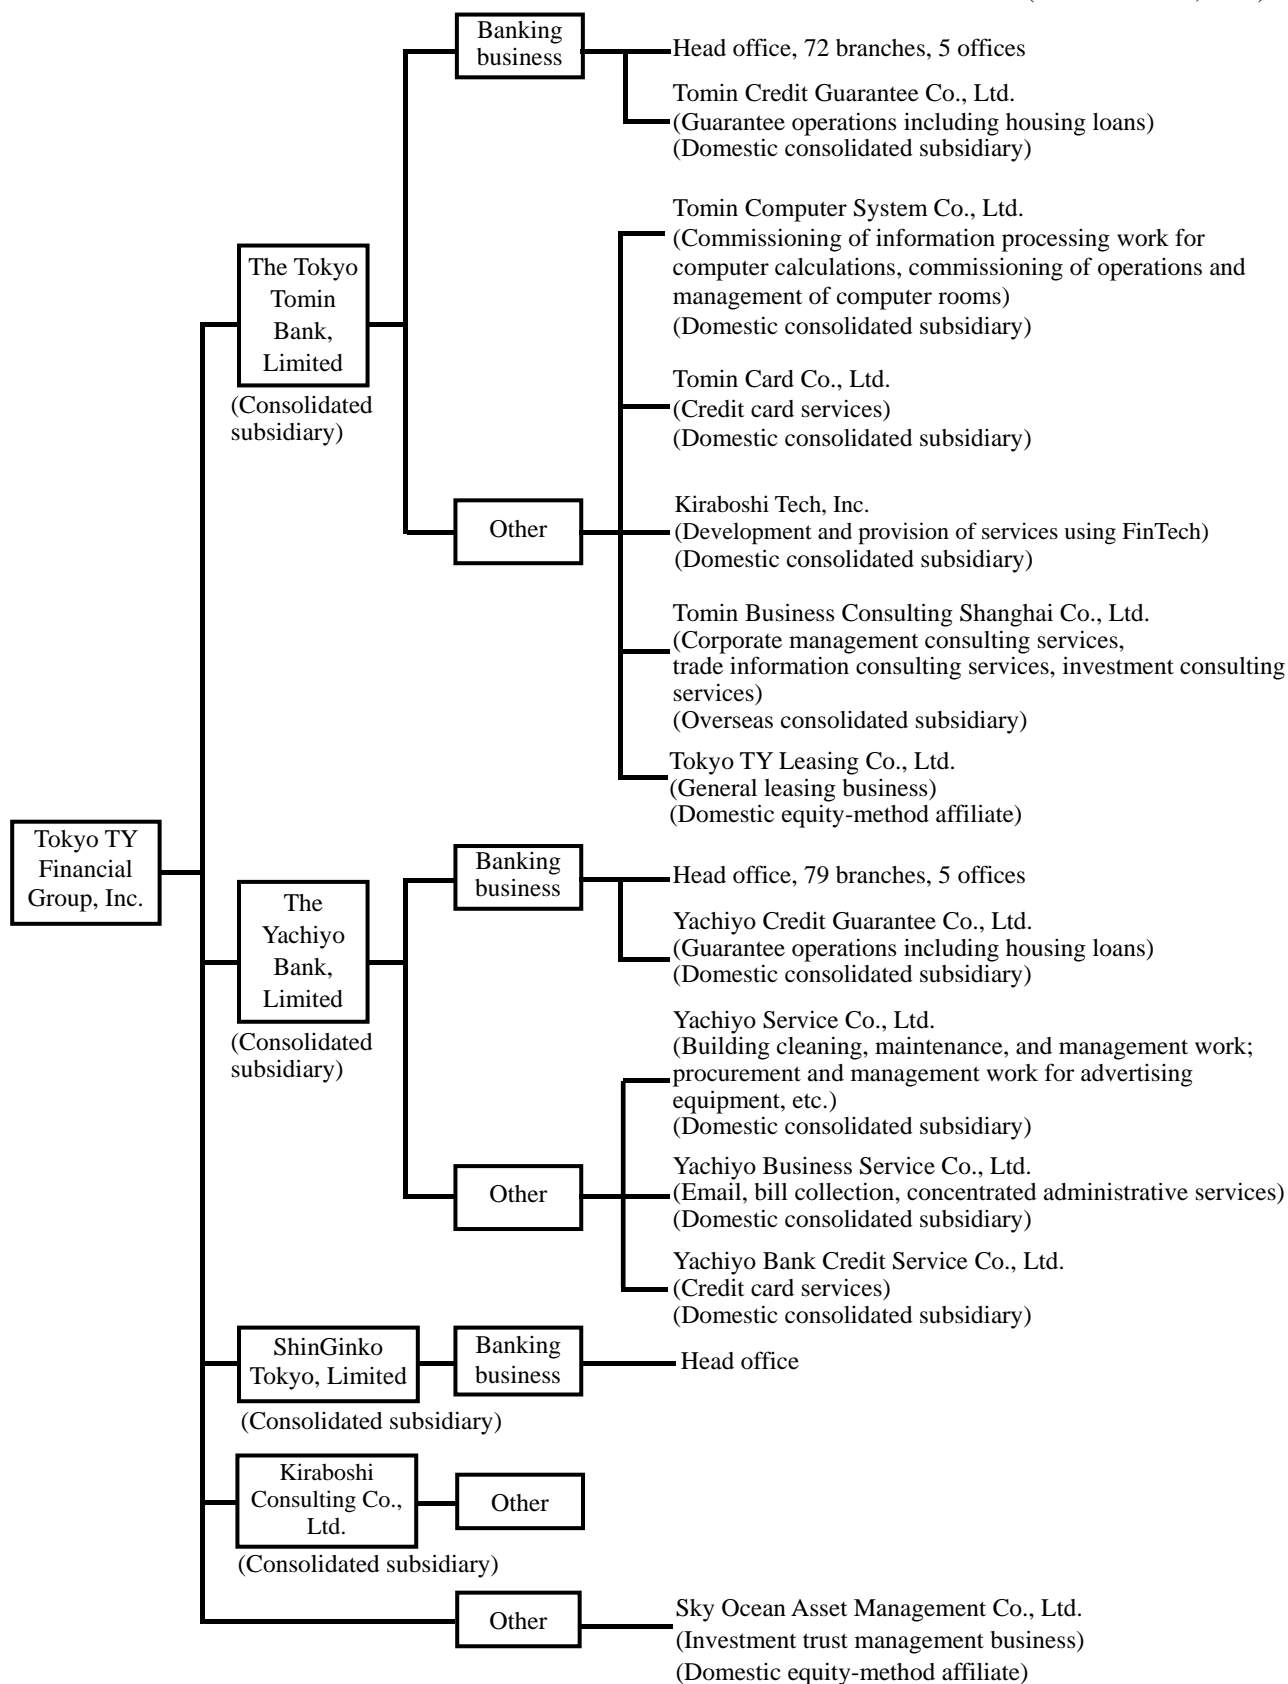 Banking
business
Head office, 72 branches, 5 offices
Tomin Credit Guarantee Co., Ltd.
(Guarantee operations including housing loans)
(Domestic consolidated subsidiary)
The Tokyo
Tomin
Bank,
Limited
(Consolidated
subsidiary)
Tomin Computer System Co., Ltd.
(Commissioning of information processing work for
computer calculations, commissioning of operations and
management of computer rooms)
(Domestic consolidated subsidiary)
Tomin Card Co., Ltd.
(Credit card services)
(Domestic consolidated subsidiary)
Other
Kiraboshi Tech, Inc.
(Development and provision of services using FinTech)
(Domestic consolidated subsidiary)
Tomin Business Consulting Shanghai Co., Ltd.
(Corporate management consulting services,
trade information consulting services, investment consulting
services)
(Overseas consolidated subsidiary)
Tokyo TY Leasing Co., Ltd.
(General leasing business)
(Domestic equity-method affiliate)
Tokyo TY
Financial
Group, Inc.
Banking
business
Head office, 79 branches, 5 offices
The
Yachiyo
Bank,
Limited
(Consolidated
subsidiary)
Yachiyo Credit Guarantee Co., Ltd.
(Guarantee operations including housing loans)
(Domestic consolidated subsidiary)
Yachiyo Service Co., Ltd.
(Building cleaning, maintenance, and management work;
procurement and management work for advertising
equipment, etc.)
(Domestic consolidated subsidiary)
Other
Yachiyo Business Service Co., Ltd.
(Email, bill collection, concentrated administrative services)
(Domestic consolidated subsidiary)
Yachiyo Bank Credit Service Co., Ltd.
(Credit card services)
(Domestic consolidated subsidiary)
ShinGinko
Tokyo, Limited
(Consolidated subsidiary)
Banking
business
Head office
Kiraboshi
Consulting Co.,
Ltd.
(Consolidated subsidiary)
Other
Other
Sky Ocean Asset Management Co., Ltd.
(Investment trust management business)
(Domestic equity-method affiliate)